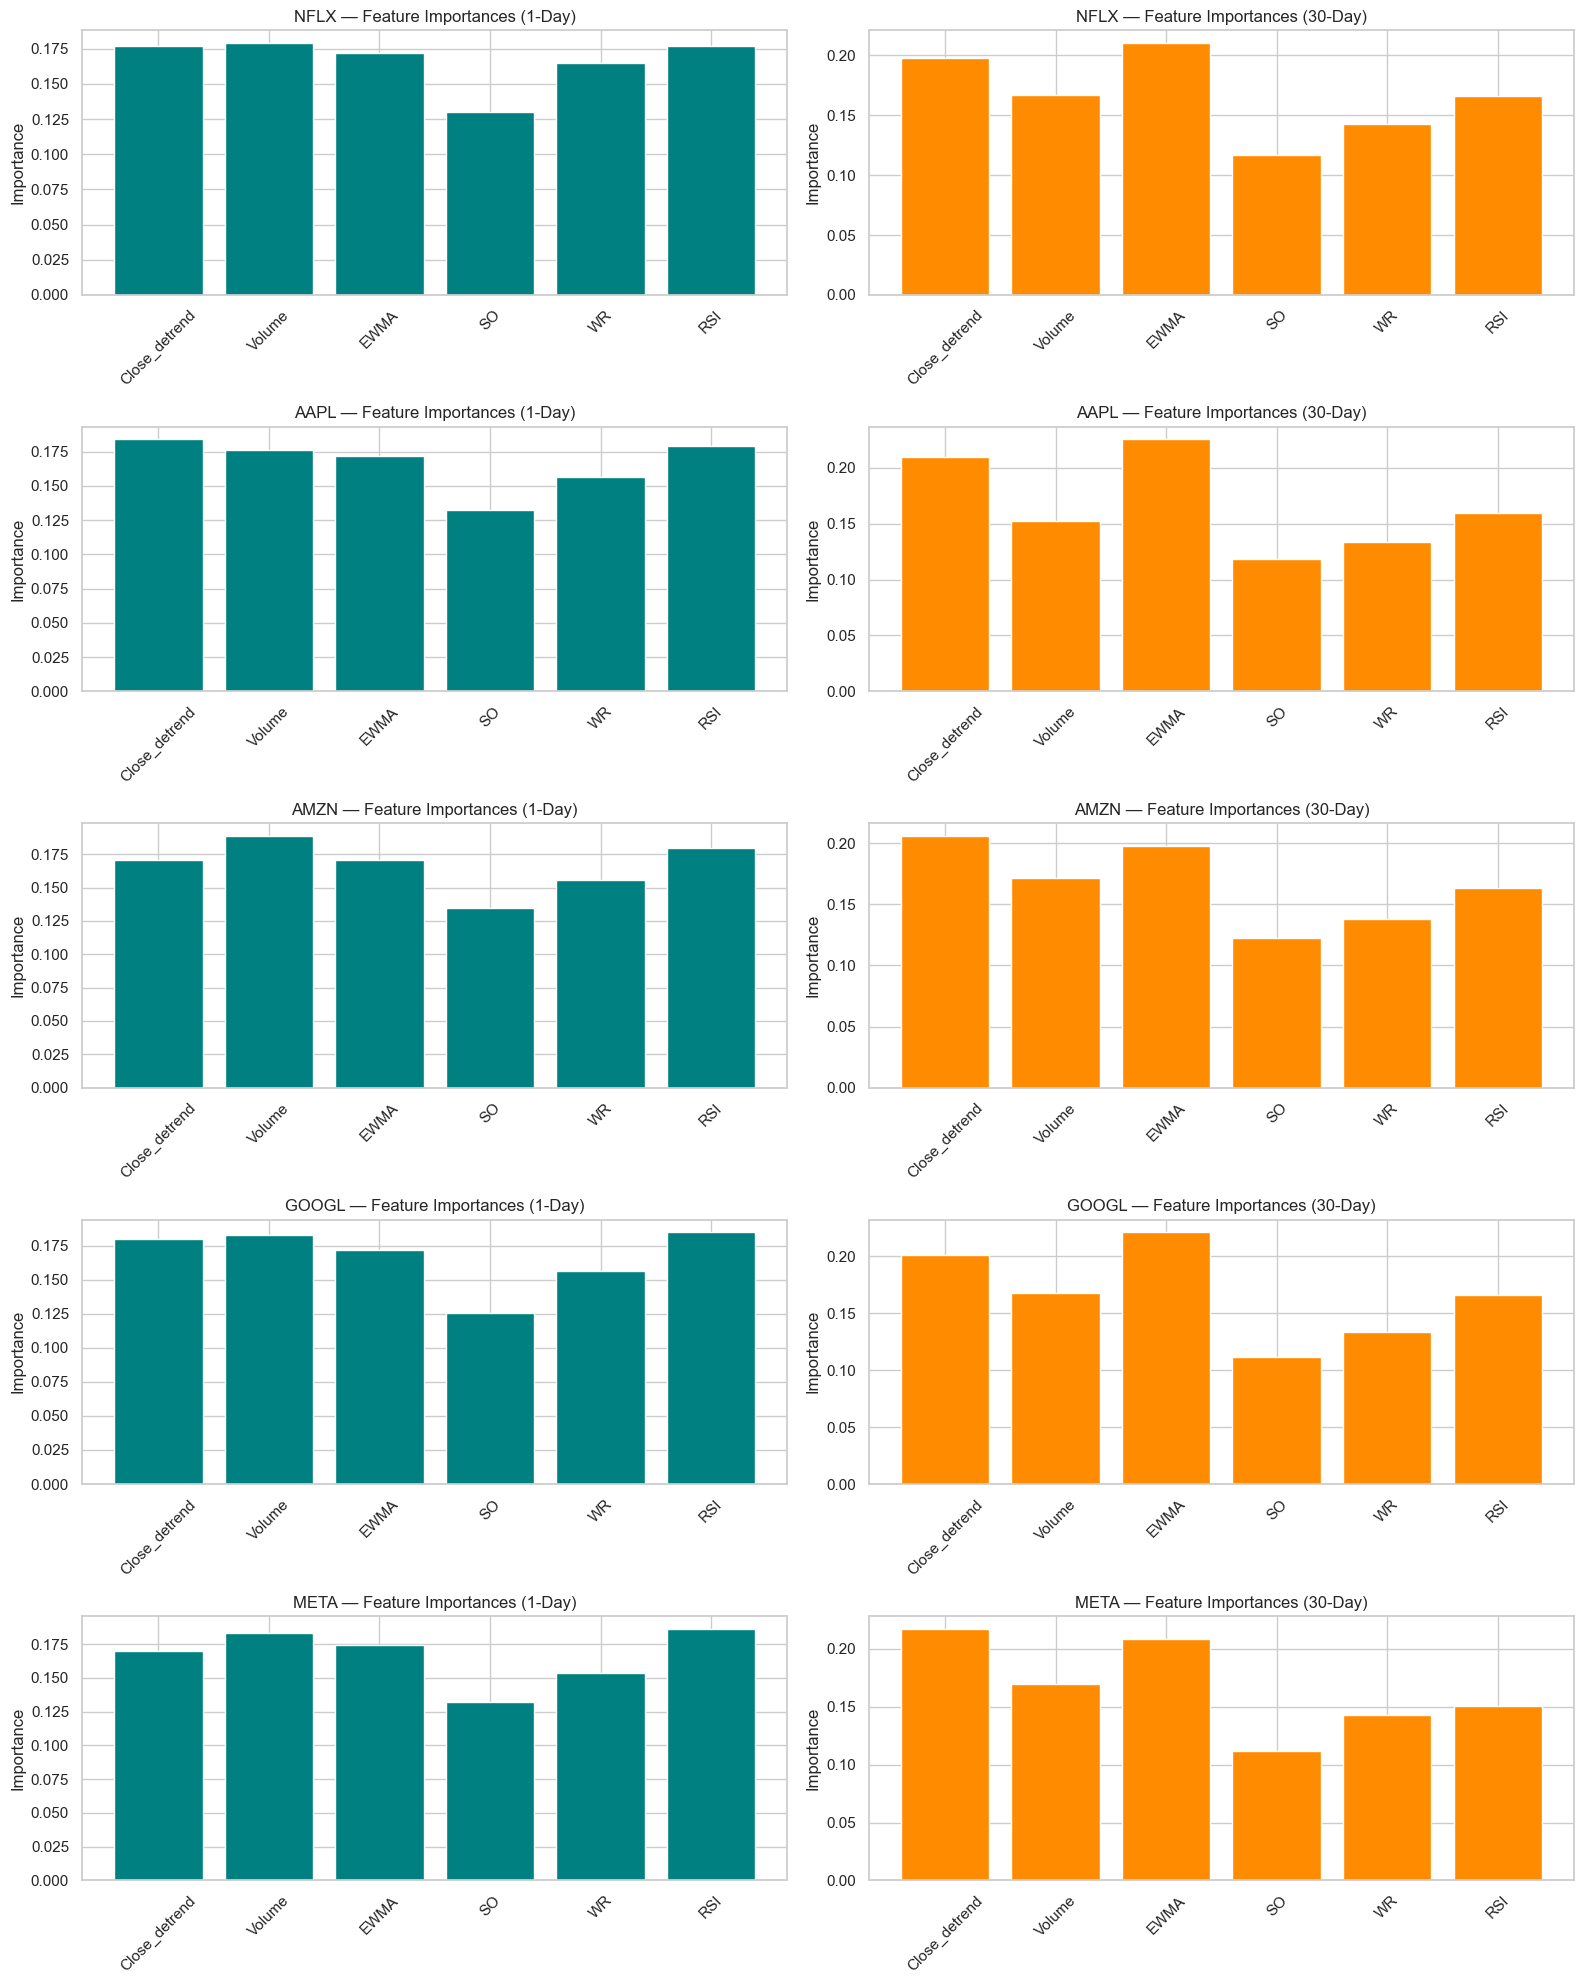 NFLX — Feature Importances (1-Day)
0.175
0.150
0.125
0.100
0.075
0.050
0.025
0.000
Importance
Close_detrend
Volume
EWMA
SO
WR
RSI
NFLX — Feature Importances (30-Day)
0.20
0.15
0.10
0.05
0.00
Importance
Close_detrend
Volume
EWMA
SO
WR
RSI
AAPL — Feature Importances (1-Day)
0.175
0.150
0.125
0.100
0.075
0.050
0.025
0.000
Importance
Close_detrend
Volume
EWMA
SO
WR
RSI
AAPL — Feature Importances (30-Day)
0.20
0.15
0.10
0.05
0.00
Importance
Close_detrend
Volume
EWMA
SO
WR
RSI
AMZN — Feature Importances (1-Day)
0.175
0.150
0.125
0.100
0.075
0.050
0.025
0.000
Importance
Close_detrend
Volume
EWMA
SO
WR
RSI
AMZN — Feature Importances (30-Day)
0.20
0.15
0.10
0.05
0.00
Importance
Close_detrend
Volume
EWMA
SO
WR
RSI
GOOGL — Feature Importances (1-Day)
0.175
0.150
0.125
0.100
0.075
0.050
0.025
0.000
Importance
Close_detrend
Volume
EWMA
SO
WR
RSI
GOOGL — Feature Importances (30-Day)
0.20
0.15
0.10
0.05
0.00
Importance
Close_detrend
Volume
EWMA
SO
WR
RSI
META — Feature Importances (1-Day)
0.175
0.150
0.125
0.100
0.075
0.050
0.025
0.000
Importance
Close_detrend
Volume
EWMA
SO
WR
RSI
META — Feature Importances (30-Day)
0.20
0.15
0.10
0.05
0.00
Importance
Close_detrend
Volume
EWMA
SO
WR
RSI